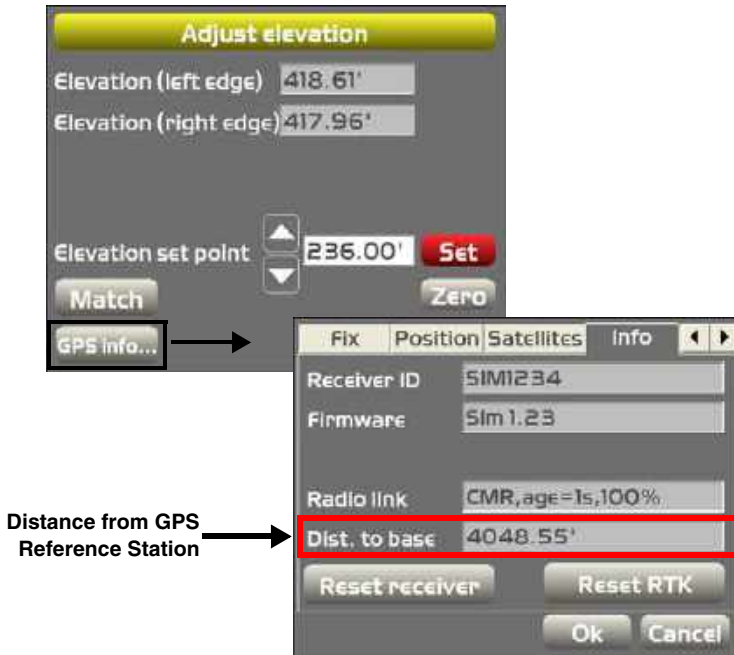 Adjust elevation
Elevation (left edge) 418.61'
Elevation (right edge) 417.96'
Elevation set point 236.00' Set
Match Zero
GPS info...
Fix Position Satellites Info
Receiver ID SIM1234
Firmware Sim 1.23
Radio link CMR,age=1s,100%
Distance from GPS
Reference Station
Dist. to base 4048.55'
Reset receiver Reset RTK
Ok Cancel